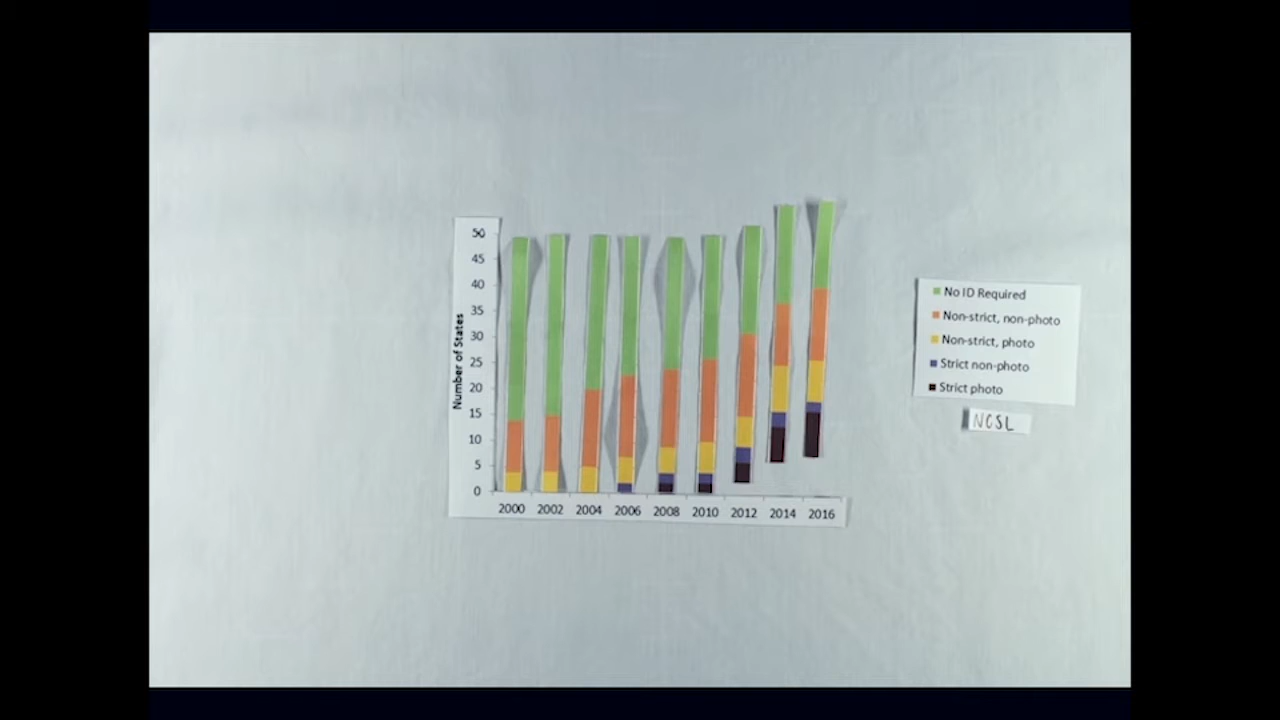 50
45
40
35
30
25
20
15
10
5
0
Number of States
2000 2002 2004 2006 2008 2010 2012 2014 2016
No ID Required
Non-strict, non-photo
Non-strict, photo
Strict non-photo
Strict photo
NCSL